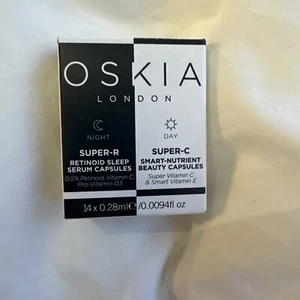 OSKIA
LONDON
NIGHT
SUPER-R
RETINOID SLEEP
SERUM CAPSULES
0.5% Retinoid, Vitamin C
Pro-Vitamin D3
DAY
SUPER-C
SMART-NUTRIENT
BEAUTY CAPSULES
Super Vitamin C
& Smart Vitamin E
14 x 0.28ml℮/0.0094fl oz